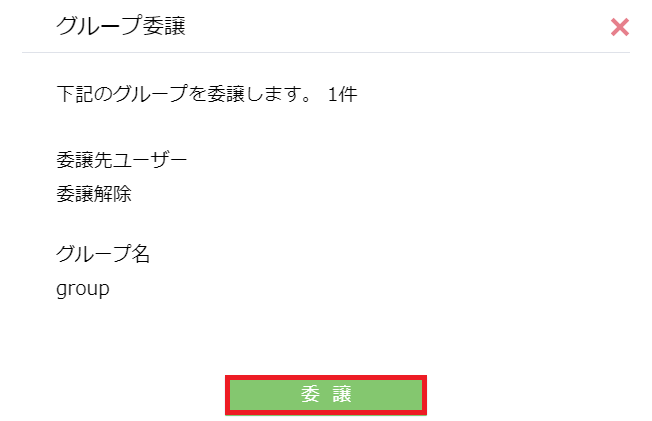 グループ委譲
下記のグループを委譲します。 1件
委譲先ユーザー
委譲解除
グループ名
group
委 譲